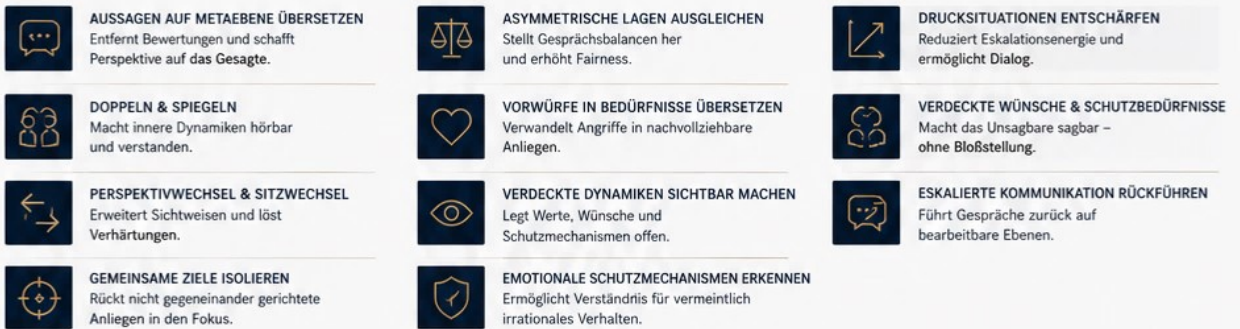 AUSSAGEN AUF METAEBENE ÜBERSETZEN
Entfernt Bewertungen und schafft
Perspektive auf das Gesagte.
DOPPELN & SPIEGELN
Macht innere Dynamiken hörbar
und verstanden.
PERSPEKTIVWECHSEL & SITZWECHSEL
Erweitert Sichtweisen und löst
Verhärtungen.
GEMEINSAME ZIELE ISOLIEREN
Rückt nicht gegeneinander gerichtete
Anliegen in den Fokus.
ASYMMETRISCHE LAGEN AUSGLEICHEN
Stellt Gesprächsbalancen her
und erhöht Fairness.
VORWÜRFE IN BEDÜRFNISSE ÜBERSETZEN
Verwandelt Angriffe in nachvollziehbare
Anliegen.
VERDECKTE DYNAMIKEN SICHTBAR MACHEN
Legt Werte, Wünsche und
Schutzmechanismen offen.
EMOTIONALE SCHUTZMECHANISMEN ERKENNEN
Ermöglicht Verständnis für vermeintlich
irrationales Verhalten.
DRUCKSITUATIONEN ENTSCHÄRFEN
Reduziert Eskalationsenergie und
ermöglicht Dialog.
VERDECKTE WÜNSCHE & SCHUTZBEDÜRFNISSE
Macht das Unsagbare sagbar –
ohne Bloßstellung.
ESKALIERTE KOMMUNIKATION RÜCKFÜHREN
Führt Gespräche zurück auf
bearbeitbare Ebenen.